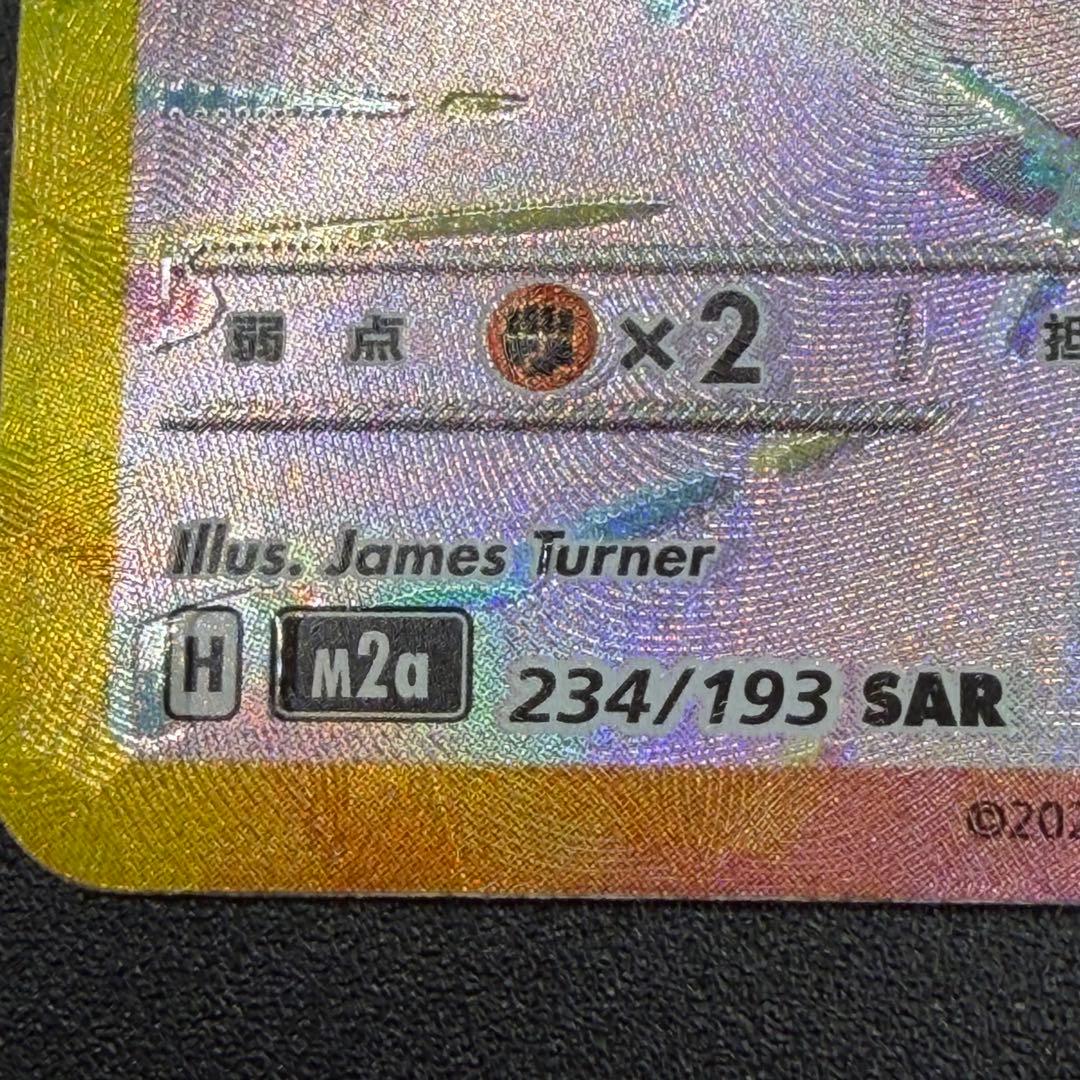 弱 点 ×2
Illus. James Turner
H M2a 234/193 SAR